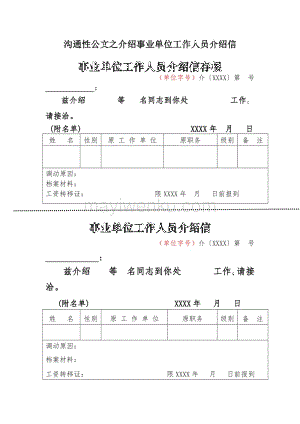 沟通性公文之介绍事业单位工作人员介绍信
事业单位工作人员介绍信存根
（单位字号）介〔XXXX〕第 号
：
兹介绍 等 名同志到你处 工作，
请接洽。
（附名单） XXXX 年 月 日
姓 名 性别 原 工 作 单 位 原职务 级别 备 注
调动原因：
档案材料：
工资转移证： 限 XXXX 年 月 日前报到
事业单位工作人员介绍信
（单位字号）介〔XXXX〕第 号
：
兹介绍 等 名同志到你处 工作，请接
洽。
（附名单） XXXX 年 月 日
姓 名 性别 原 工 作 单 位 原职务 级别 备 注
调动原因：
档案材料：
工资转移证： 限 XXXX 年 月 日前报到